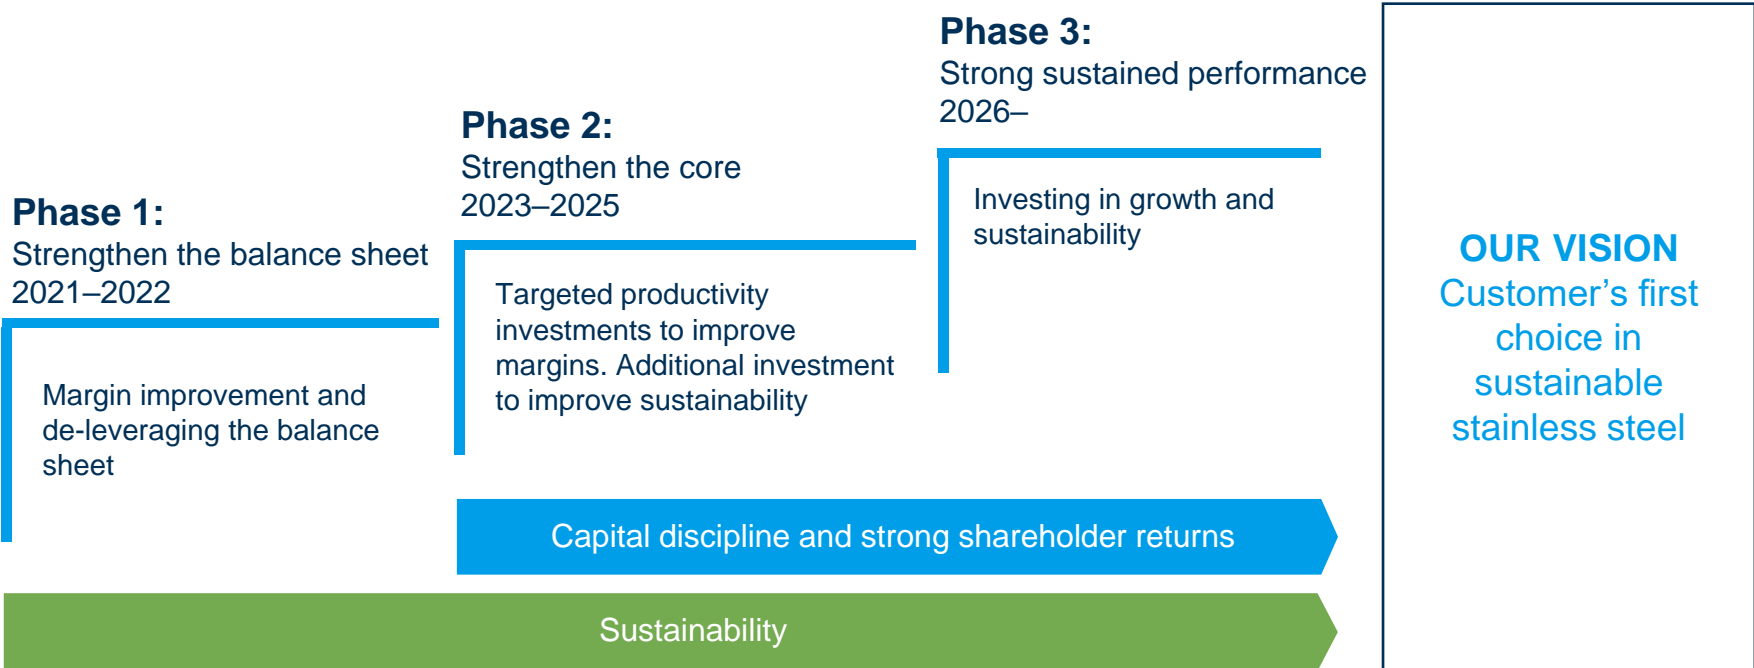 Phase 1:
Strengthen the balance sheet
2021–2022
Margin improvement and
de-leveraging the balance
sheet
Phase 2:
Strengthen the core
2023–2025
Targeted productivity
investments to improve
margins. Additional investment
to improve sustainability
Phase 3:
Strong sustained performance
2026–
Investing in growth and
sustainability
Capital discipline and strong shareholder returns
Sustainability
OUR VISION
Customer’s first
choice in
sustainable
stainless steel